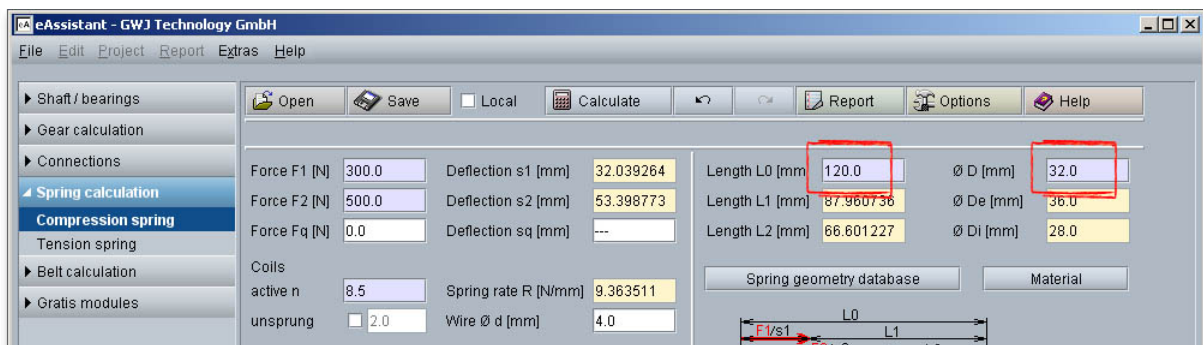 eA eAssistant - GWJ Technology GmbH
File Edit Project Report Extras Help
Shaft / bearings
Gear calculation
Connections
Spring calculation
Compression spring
Tension spring
Belt calculation
Gratis modules
Open Save Local Calculate Report Options Help
Force F1 [N] 300.0 Deflection s1 [mm] 32.039264 Length L0 [mm 120.0 Ø D [mm] 32.0
Force F2 [N] 500.0 Deflection s2 [mm] 53.398773 Length L1 [mm] 87.960736 Ø De [mm] 36.0
Force Fq [N] 0.0 Deflection sq [mm] --- Length L2 [mm] 66.601227 Ø Di [mm] 28.0
Coils
active n 8.5 Spring rate R [N/mm] 9.363511
unsprung 2.0 Wire Ø d [mm] 4.0
Spring geometry database Material
L0
F1/s1 L1